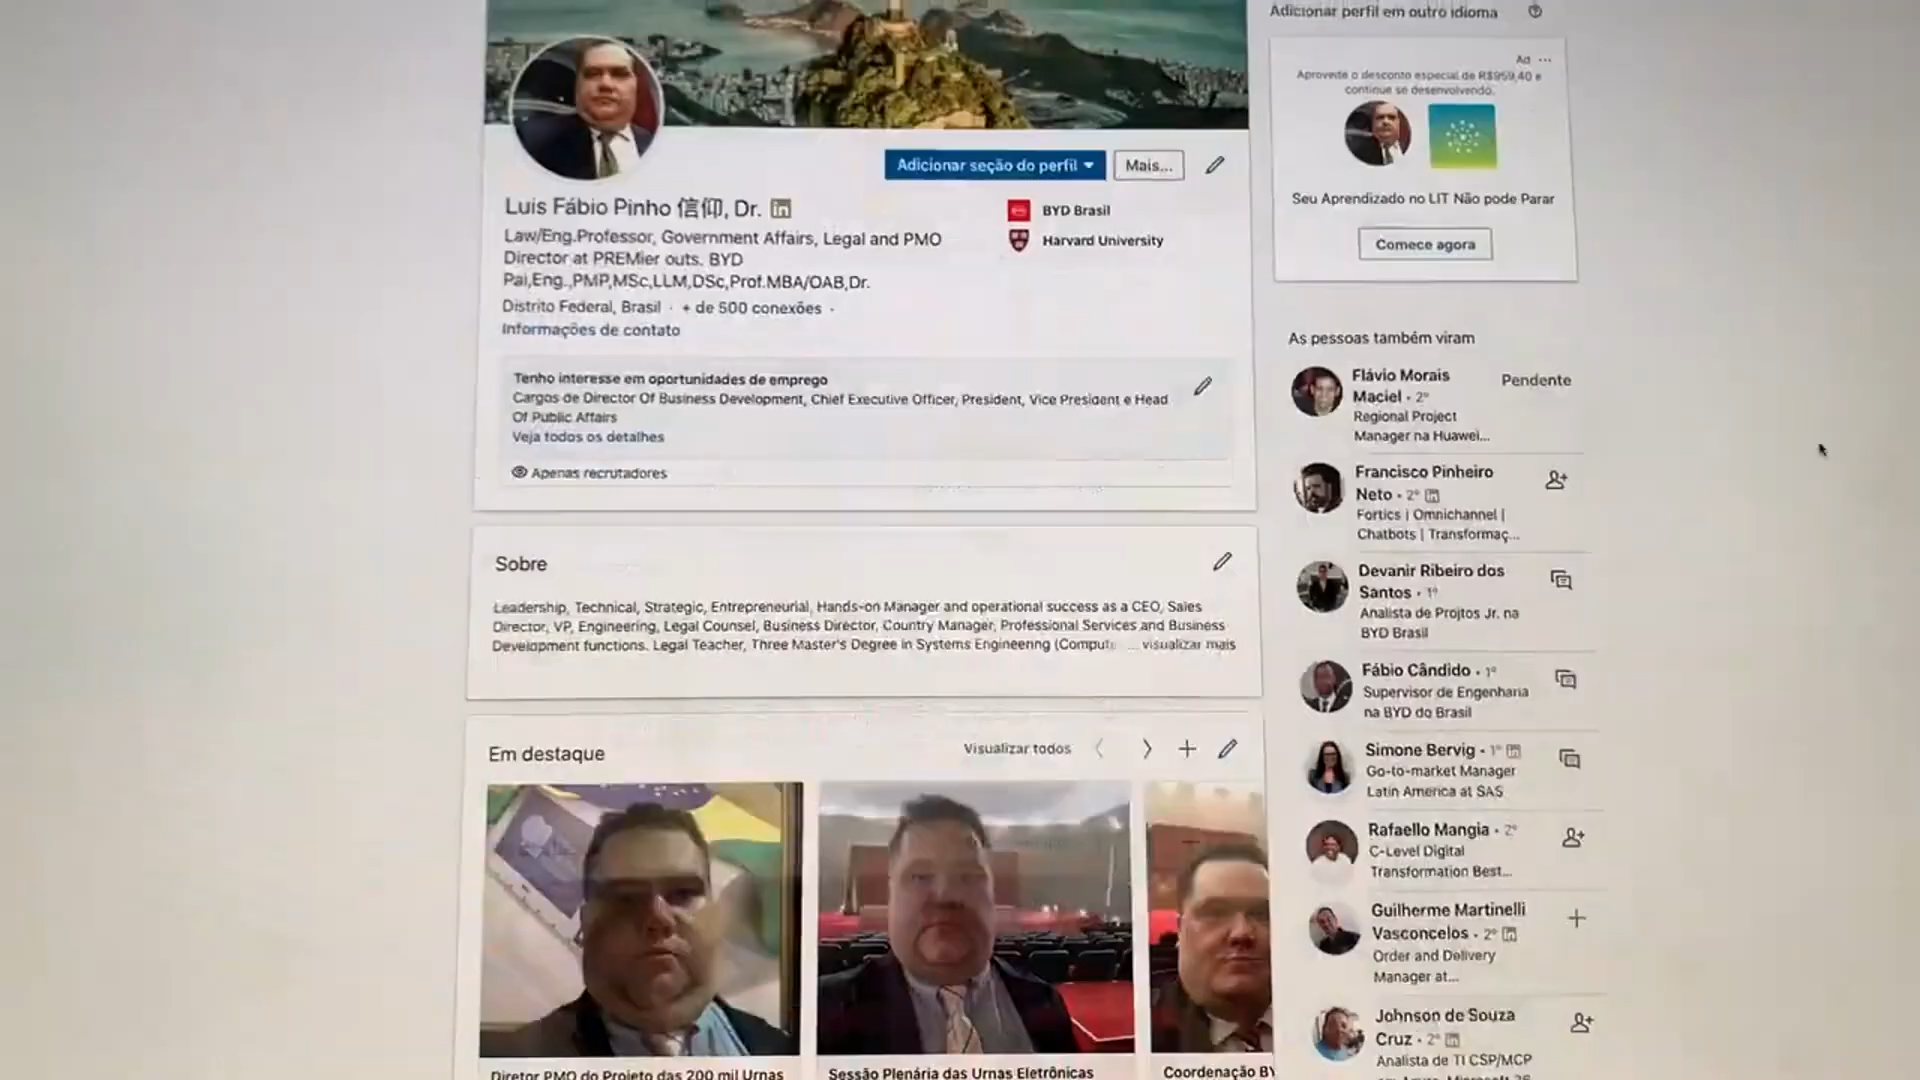 Luis Fábio Pinho 信仰, Dr.
Law/Eng.Professor, Government Affairs, Legal and PMO
Director at PREMier outs. BYD
Pai,Eng.,PMP,MSc,LLM,DSc,Prof.MBA/OAB,Dr.
Distrito Federal, Brasil · + de 500 conexões ·
Informações de contato
Adicionar seção do perfil
Mais...
BYD Brasil
Harvard University
Tenho interesse em oportunidades de emprego
Cargos de Director Of Business Development, Chief Executive Officer, President, Vice President e Head
Of Public Affairs
Veja todos os detalhes
Apenas recrutadores
Sobre
Leadership, Technical, Strategic, Entrepreneurial, Hands-on Manager and operational success as a CEO, Sales
Director, VP, Engineering, Legal Counsel, Business Director, Country Manager, Professional Services and Business
Development functions. Legal Teacher, Three Master's Degree in Systems Engineering (Comput ... visualizar mais
Em destaque
Visualizar todos
Diretor PMO do Projeto das 200 mil Urnas
Sessão Plenária das Urnas Eletrônicas
Coordenação BY
Adicionar perfil em outro idioma
Ad ...
Aproveite o desconto especial de R$959,40 e
continue se desenvolvendo.
Seu Aprendizado no LIT Não pode Parar
Comece agora
As pessoas também viram
Flávio Morais
Maciel · 2º
Pendente
Regional Project
Manager na Huawei...
Francisco Pinheiro
Neto · 2º in
Fortics | Omnichannel |
Chatbots | Transformaç...
Devanir Ribeiro dos
Santos · 1º
Analista de Projtos Jr. na
BYD Brasil
Fábio Cândido · 1º
Supervisor de Engenharia
na BYD do Brasil
Simone Bervig · 1º in
Go-to-market Manager
Latin America at SAS
Rafaello Mangia · 2º
C-Level Digital
Transformation Best...
Guilherme Martinelli
Vasconcelos · 2º in
Order and Delivery
Manager at...
Johnson de Souza
Cruz · 2º in
Analista de TI CSP/MCP